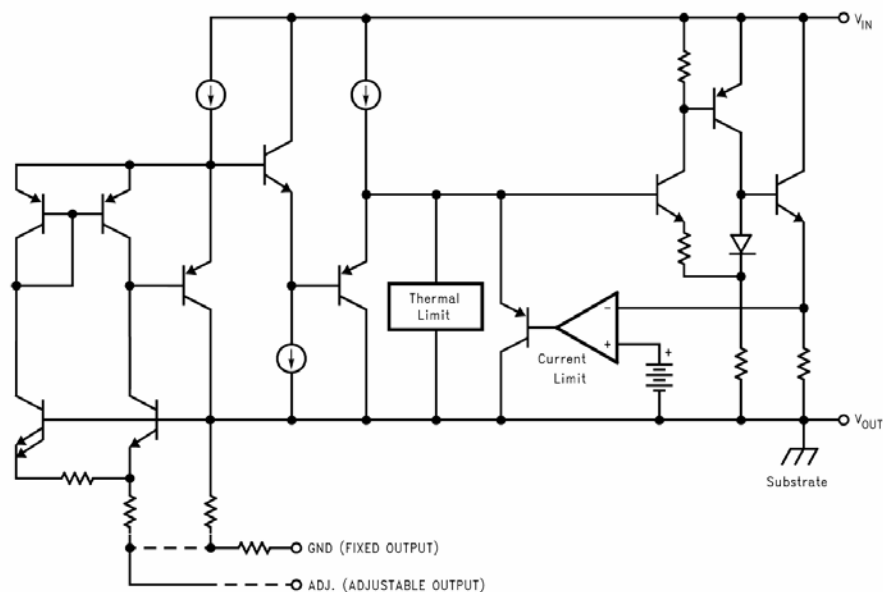 V_IN
Thermal
Limit
−
+
+
Current
Limit
V_OUT
Substrate
GND (FIXED OUTPUT)
ADJ. (ADJUSTABLE OUTPUT)